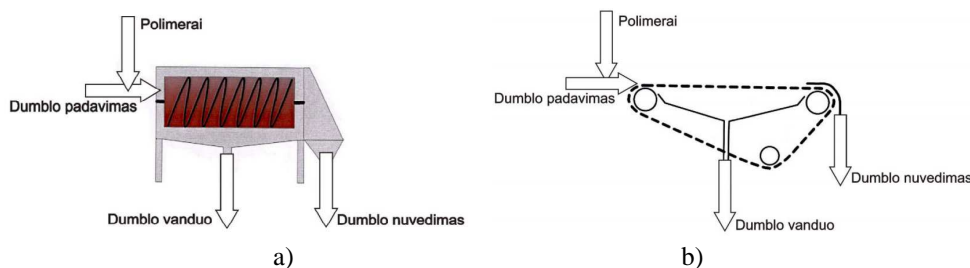 Polimerai
Dumblo padavimas
Dumblo vanduo
Dumblo nuvedimas
a)
Polimerai
Dumblo padavimas
Dumblo nuvedimas
Dumblo vanduo
b)